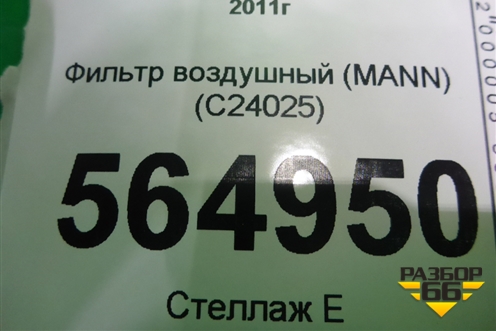 2011г
Фильтр воздушный (MANN)
(C24025)
564950
Стеллаж Е
РАЗБОР
66